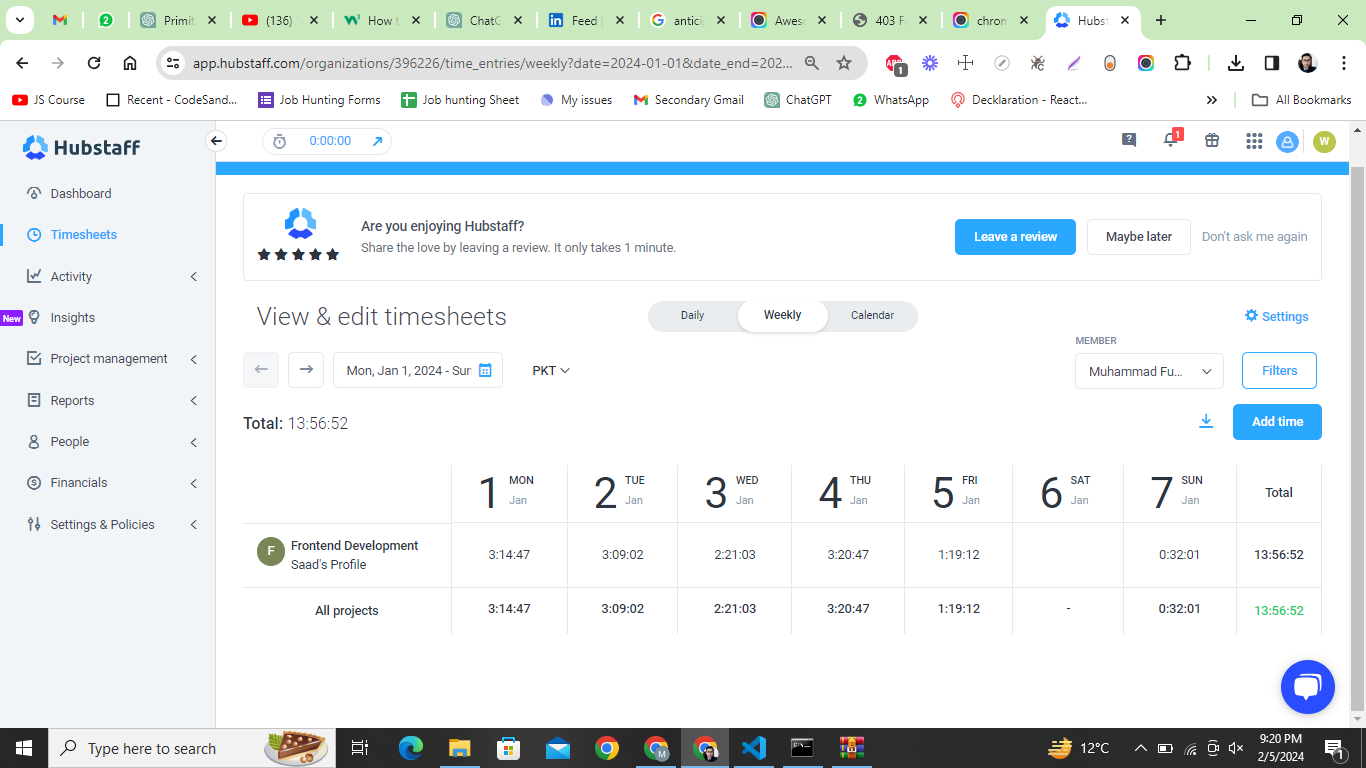 2
Primit
(136)
How t
ChatG
Feed
antici
Awes
403 F
chron
Hubst
app.hubstaff.com/organizations/396226/time_entries/weekly?date=2024-01-01&date_end=202...
1
JS Course
Recent - CodeSand...
Job Hunting Forms
Job hunting Sheet
My issues
Secondary Gmail
ChatGPT
WhatsApp
Decklaration - React...
All Bookmarks
Hubstaff
0:00:00
1
W
Dashboard
Timesheets
Activity
New
Insights
Project management
Reports
People
Financials
Settings & Policies
Are you enjoying Hubstaff?
Share the love by leaving a review. It only takes 1 minute.
Leave a review
Maybe later
Don't ask me again
View & edit timesheets
Daily
Weekly
Calendar
Settings
MEMBER
Mon, Jan 1, 2024 - Sun
PKT
Muhammad Fu...
Filters
Total: 13:56:52
Add time
1 MON Jan
2 TUE Jan
3 WED Jan
4 THU Jan
5 FRI Jan
6 SAT Jan
7 SUN Jan
Total
F
Frontend Development
Saad's Profile
3:14:47
3:09:02
2:21:03
3:20:47
1:19:12
0:32:01
13:56:52
All projects
3:14:47
3:09:02
2:21:03
3:20:47
1:19:12
-
0:32:01
13:56:52
Type here to search
M
12°C
9:20 PM
2/5/2024
1